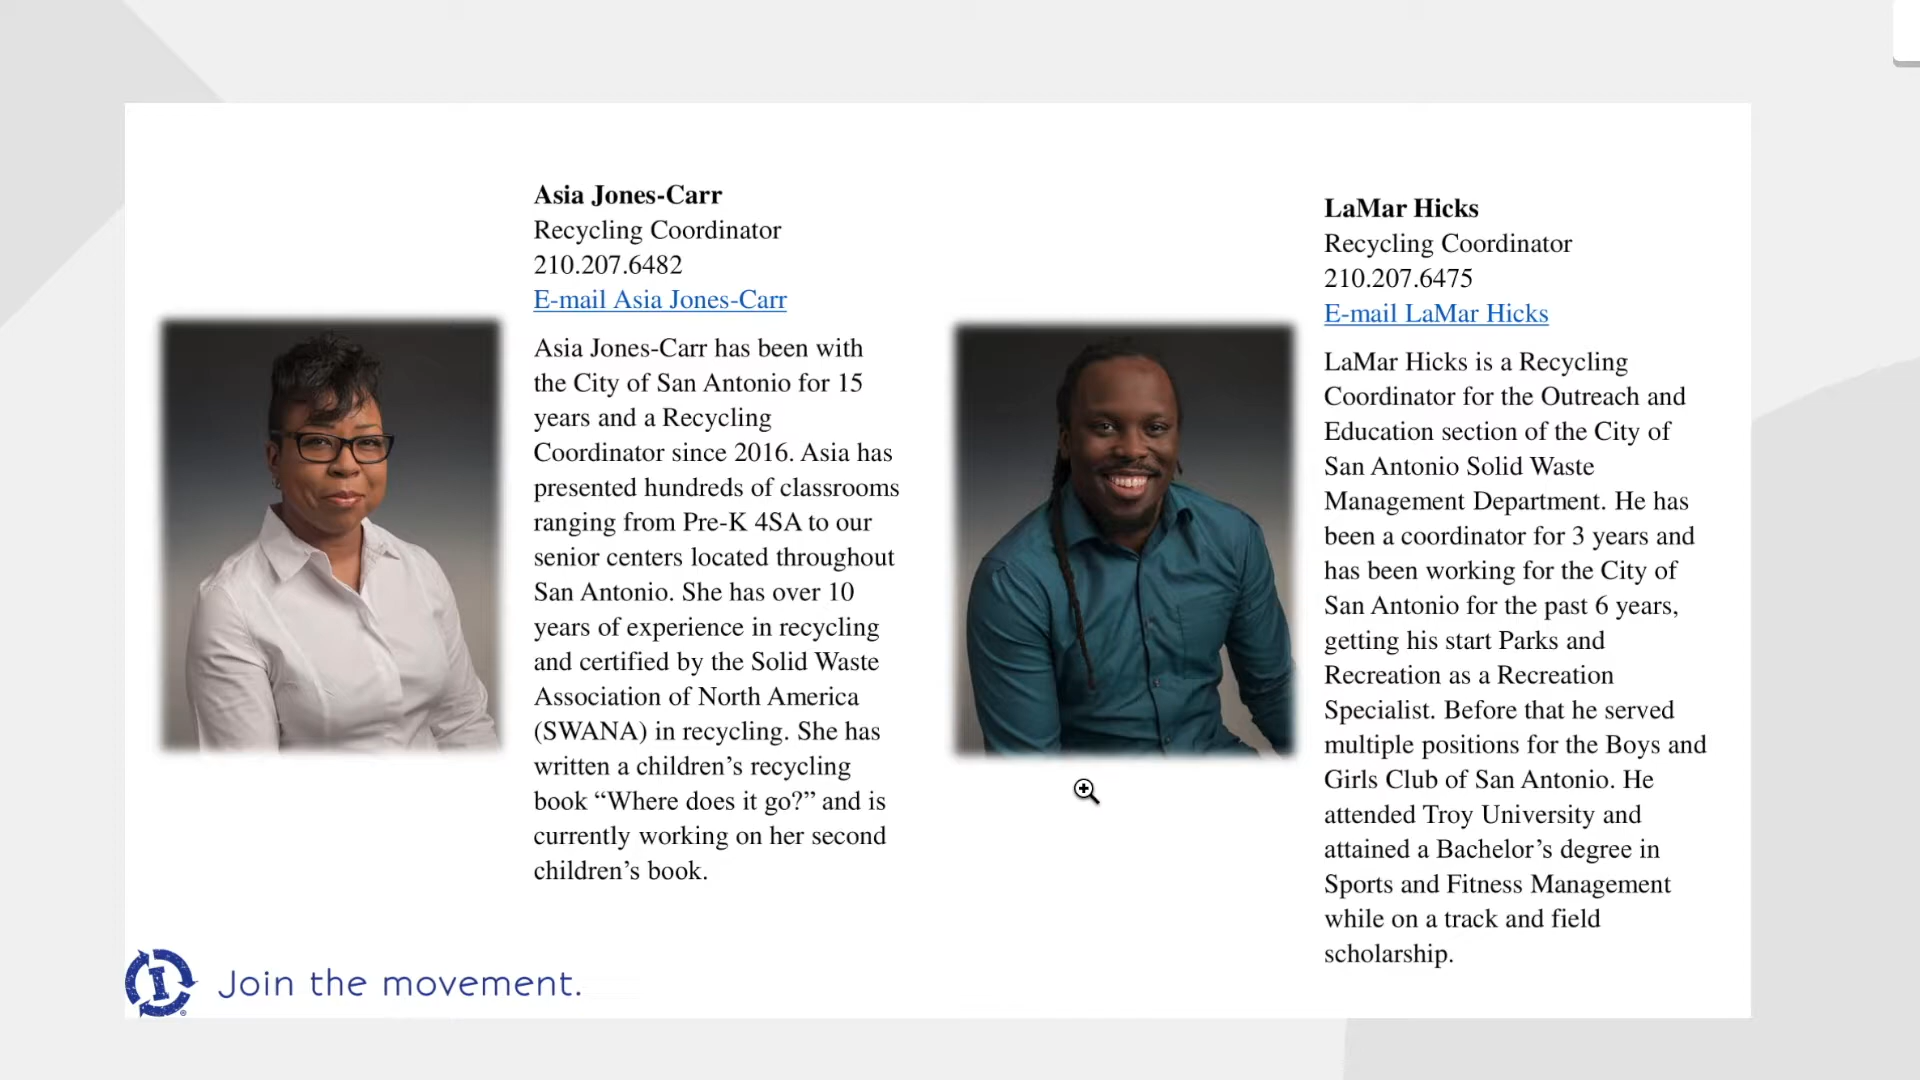 Asia Jones-Carr
Recycling Coordinator
210.207.6482
E-mail Asia Jones-Carr
Asia Jones-Carr has been with
the City of San Antonio for 15
years and a Recycling
Coordinator since 2016. Asia has
presented hundreds of classrooms
ranging from Pre-K 4SA to our
senior centers located throughout
San Antonio. She has over 10
years of experience in recycling
and certified by the Solid Waste
Association of North America
(SWANA) in recycling. She has
written a children’s recycling
book “Where does it go?” and is
currently working on her second
children’s book.
LaMar Hicks
Recycling Coordinator
210.207.6475
E-mail LaMar Hicks
LaMar Hicks is a Recycling
Coordinator for the Outreach and
Education section of the City of
San Antonio Solid Waste
Management Department. He has
been a coordinator for 3 years and
has been working for the City of
San Antonio for the past 6 years,
getting his start Parks and
Recreation as a Recreation
Specialist. Before that he served
multiple positions for the Boys and
Girls Club of San Antonio. He
attended Troy University and
attained a Bachelor’s degree in
Sports and Fitness Management
while on a track and field
scholarship.
I ®
Join the movement.